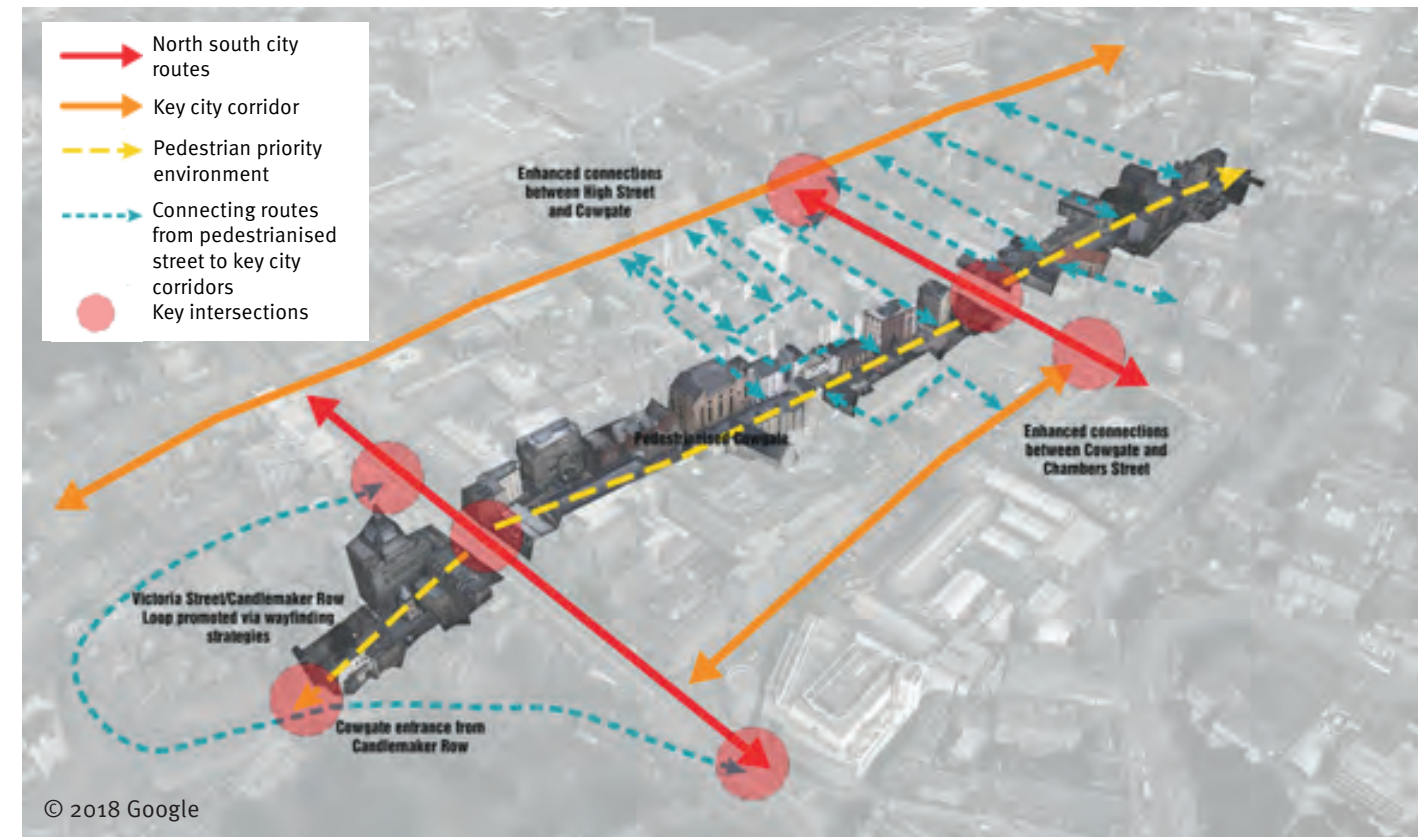 North south city
routes
Key city corridor
Pedestrian priority
environment
Connecting routes
from pedestrianised
street to key city
corridors
Key intersections
Enhanced connections
between High Street
and Cowgate
Pedestrianised Cowgate
Enhanced connections
between Cowgate and
Chambers Street
Victoria Street/Candlemaker Row
Loop promoted via wayfinding
strategies
Cowgate entrance from
Candlemaker Row
© 2018 Google